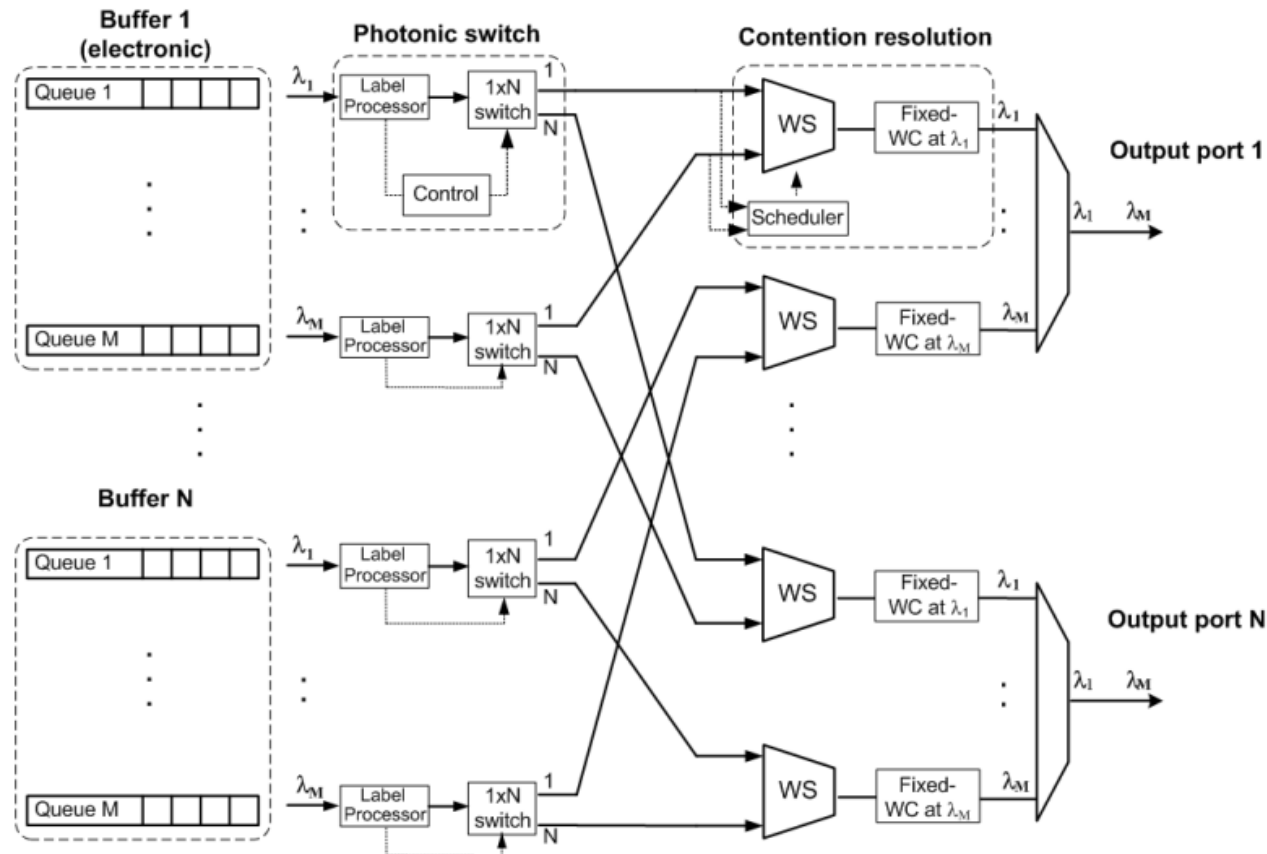 Buffer 1
(electronic)
Photonic switch
Contention resolution
Queue 1
λ1
Label
Processor
1xN
switch
1
N
Control
WS
Scheduler
Fixed-
WC at λ1
λ1
Output port 1
λ1 λM
Queue M
λM
Label
Processor
1xN
switch
1
N
WS
Fixed-
WC at λM
λM
Buffer N
Queue 1
λ1
Label
Processor
1xN
switch
1
N
WS
Fixed-
WC at λ1
λ1
Output port N
λ1 λM
Queue M
λM
Label
Processor
1xN
switch
1
N
WS
Fixed-
WC at λM
λM